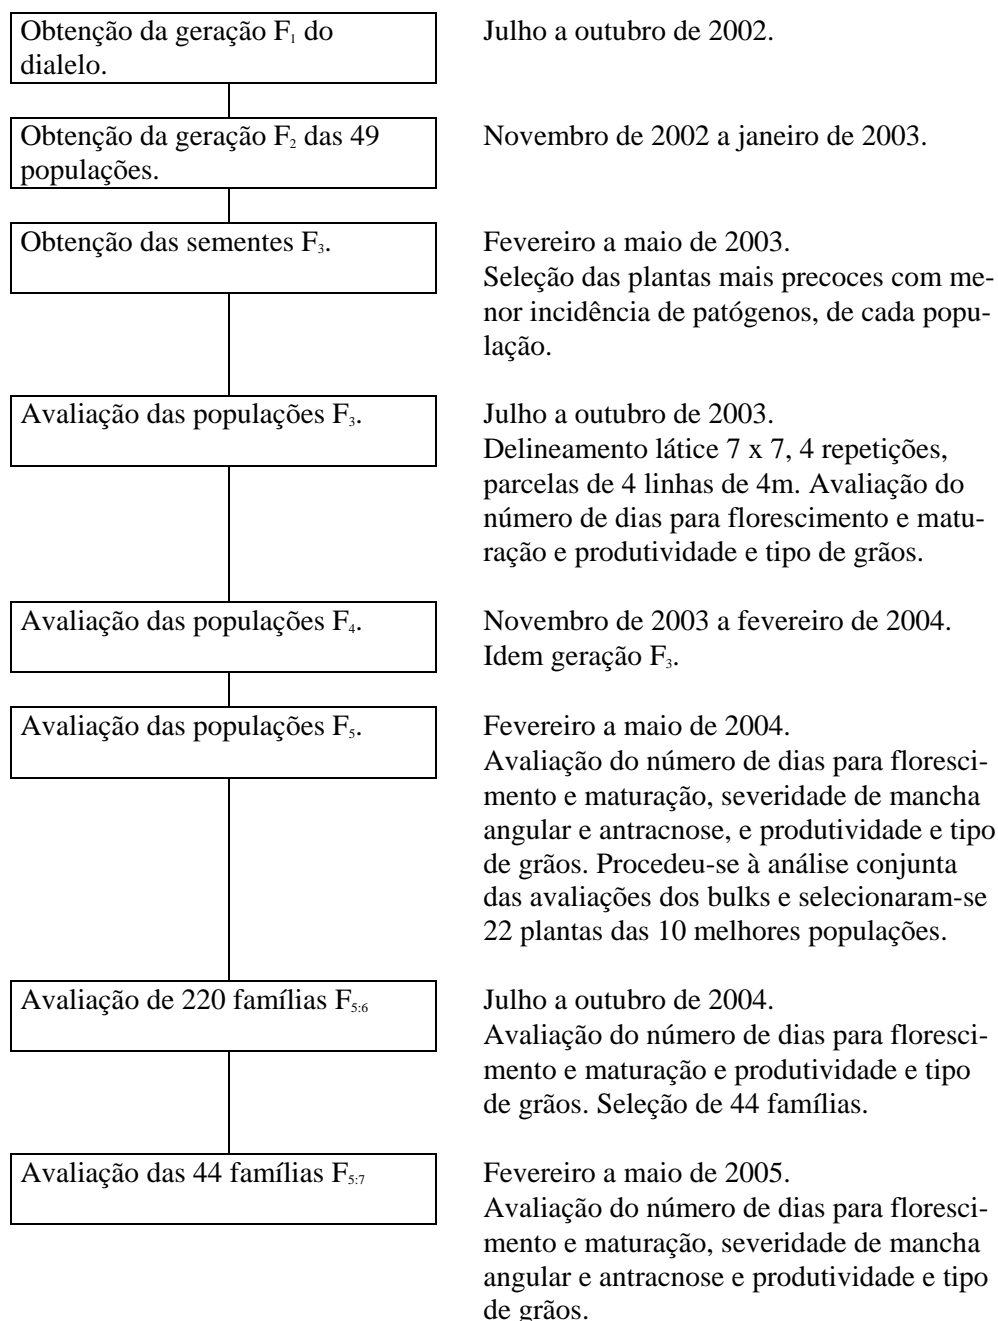 Obtenção da geração F₁ do
dialelo.
Julho a outubro de 2002.
Obtenção da geração F₂ das 49
populações.
Novembro de 2002 a janeiro de 2003.
Obtenção das sementes F₃.
Fevereiro a maio de 2003.
Seleção das plantas mais precoces com me-
nor incidência de patógenos, de cada popu-
lação.
Avaliação das populações F₃.
Julho a outubro de 2003.
Delineamento látice 7 x 7, 4 repetições,
parcelas de 4 linhas de 4m. Avaliação do
número de dias para florescimento e matu-
ração e produtividade e tipo de grãos.
Avaliação das populações F₄.
Novembro de 2003 a fevereiro de 2004.
Idem geração F₃.
Avaliação das populações F₅.
Fevereiro a maio de 2004.
Avaliação do número de dias para floresci-
mento e maturação, severidade de mancha
angular e antracnose, e produtividade e tipo
de grãos. Procedeu-se à análise conjunta
das avaliações dos bulks e selecionaram-se
22 plantas das 10 melhores populações.
Avaliação de 220 famílias F₅:₆
Julho a outubro de 2004.
Avaliação do número de dias para floresci-
mento e maturação e produtividade e tipo
de grãos. Seleção de 44 famílias.
Avaliação das 44 famílias F₅:₇
Fevereiro a maio de 2005.
Avaliação do número de dias para floresci-
mento e maturação, severidade de mancha
angular e antracnose e produtividade e tipo
de grãos.